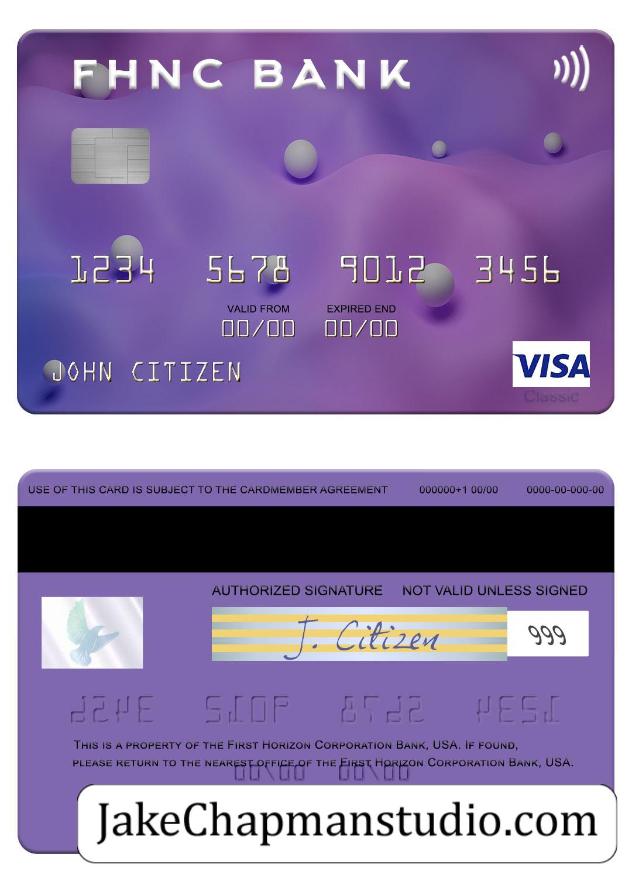 FHNC BANK
1234 5678 9012 3456
VALID FROM EXPIRED END
00/00 00/00
JOHN CITIZEN
VISA
Classic
USE OF THIS CARD IS SUBJECT TO THE CARDMEMBER AGREEMENT 000000+1 00/00 0000-00-000-00
AUTHORIZED SIGNATURE NOT VALID UNLESS SIGNED
J. Citizen
999
THIS IS A PROPERTY OF THE FIRST HORIZON CORPORATION BANK, USA. IF FOUND,
PLEASE RETURN TO THE NEAREST OFFICE OF THE FIRST HORIZON CORPORATION BANK, USA.
JakeChapmanstudio.com